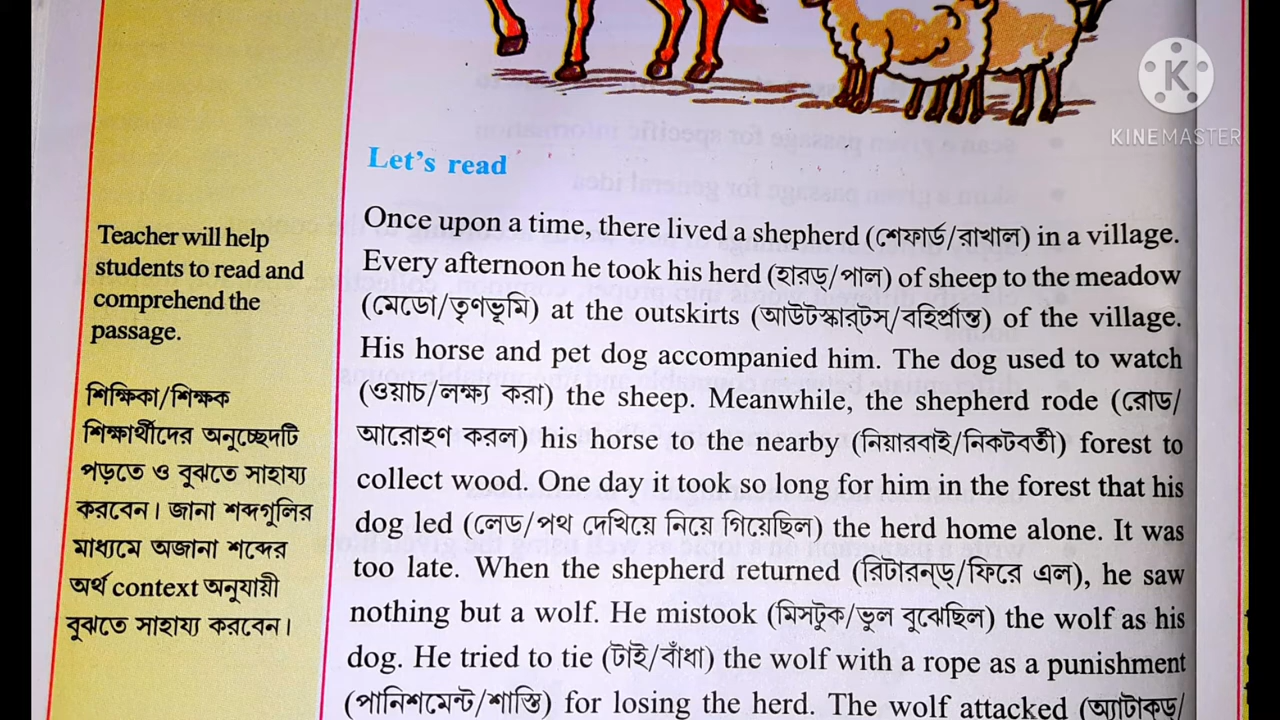 KINEMASTER
Let's read
Once upon a time, there lived a shepherd (শেফার্ড/রাখাল) in a village.
Every afternoon he took his herd (হারড্/পাল) of sheep to the meadow
(মেডো/তৃণভূমি) at the outskirts (আউটস্কার্টস্/বহির্প্রান্ত) of the village.
His horse and pet dog accompanied him. The dog used to watch
(ওয়াচ/লক্ষ্য করা) the sheep. Meanwhile, the shepherd rode (রোড/
আরোহণ করল) his horse to the nearby (নিয়ারবাই/নিকটবর্তী) forest to
collect wood. One day it took so long for him in the forest that his
dog led (লেড/পথ দেখিয়ে নিয়ে গিয়েছিল) the herd home alone. It was
too late. When the shepherd returned (রিটারন্ড্/ফিরে এল), he saw
nothing but a wolf. He mistook (মিসটুক/ভুল বুঝেছিল) the wolf as his
dog. He tried to tie (টাই/বাঁধা) the wolf with a rope as a punishment
(পানিশমেন্ট/শাস্তি) for losing the herd. The wolf attacked (অ্যাটাকড্/
Teacher will help
students to read and
comprehend the
passage.
শিক্ষিকা/শিক্ষক
শিক্ষার্থীদের অনুচ্ছেদটি
পড়তে ও বুঝতে সাহায্য
করবেন। জানা শব্দগুলির
মাধ্যমে অজানা শব্দের
অর্থ context অনুযায়ী
বুঝতে সাহায্য করবেন।